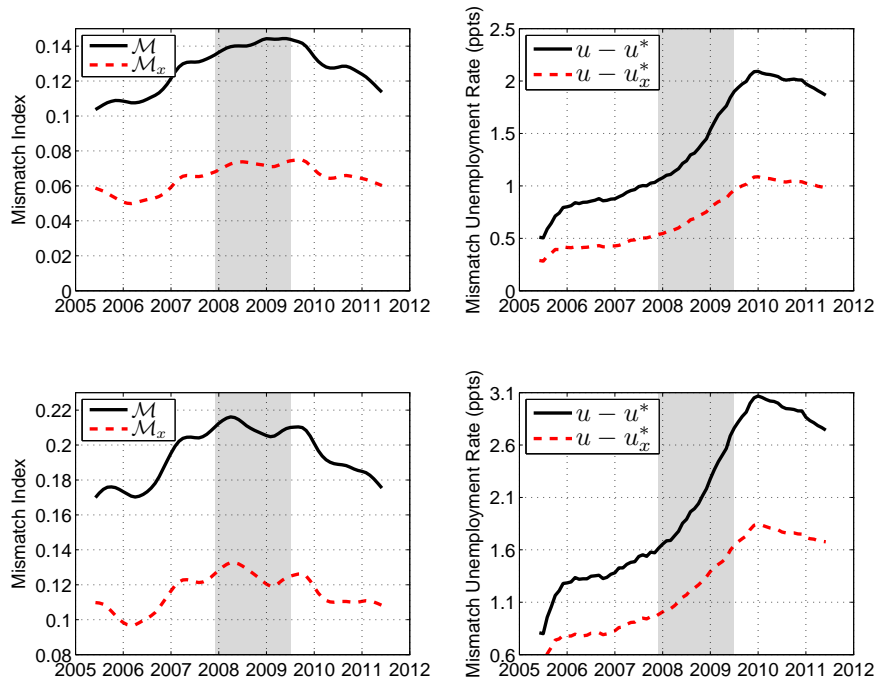 Mismatch Index
0.14
0.12
0.1
0.08
0.06
0.04
0.02
0
ℳ
ℳₓ
2005 2006 2007 2008 2009 2010 2011 2012
Mismatch Unemployment Rate (ppts)
2.5
2
1.5
1
0.5
0
u − u*
u − u*ₓ
2005 2006 2007 2008 2009 2010 2011 2012
Mismatch Index
0.22
0.2
0.18
0.16
0.14
0.12
0.1
0.08
ℳ
ℳₓ
2005 2006 2007 2008 2009 2010 2011 2012
Mismatch Unemployment Rate (ppts)
3.1
2.6
2.1
1.6
1.1
0.6
u − u*
u − u*ₓ
2005 2006 2007 2008 2009 2010 2011 2012